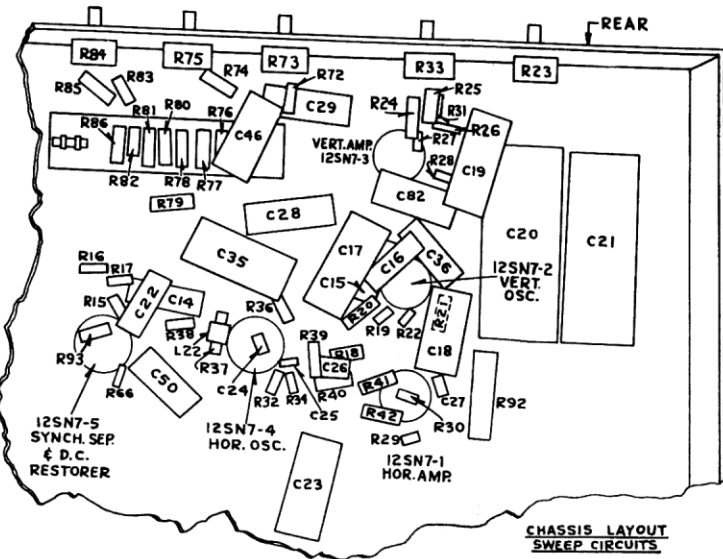 REAR
R84
R75
R73
R33
R23
R85
R83
R74
R72
R25
R24
R31
C29
R26
R27
R86
R81
R80
R76
C46
VERT. AMP.
12SN7-3
R28
C19
R82
R78
R77
R79
C82
C28
C20
C21
C35
C17
C16
C36
R16
R17
C15
12SN7-2
VERT.
OSC.
R15
C22
C14
R36
R20
R19
R22
R21
R38
R39
R18
C18
R93
L22
R37
C26
C50
C24
R32
R34
C25
R40
R41
C27
R92
R66
R42
R30
12SN7-5
SYNCH. SEP.
& D.C.
RESTORER
12SN7-4
HOR. OSC.
R29
12SN7-1
HOR. AMP.
C23
CHASSIS LAYOUT
SWEEP CIRCUITS